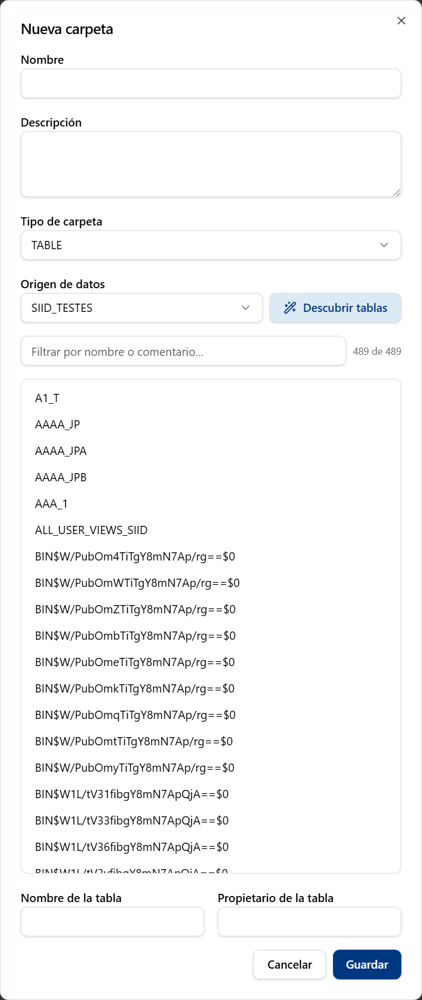 Nueva carpeta
Nombre
Descripción
Tipo de carpeta
TABLE
Origen de datos
SIID_TESTES
Descubrir tablas
Filtrar por nombre o comentario...
489 de 489
A1_T
AAAA_JP
AAAA_JPA
AAAA_JPB
AAA_1
ALL_USER_VIEWS_SIID
BIN$W/PubOm4TiTgY8mN7Ap/rg==$0
BIN$W/PubOmWTiTgY8mN7Ap/rg==$0
BIN$W/PubOmZTiTgY8mN7Ap/rg==$0
BIN$W/PubOmbTiTgY8mN7Ap/rg==$0
BIN$W/PubOmeTiTgY8mN7Ap/rg==$0
BIN$W/PubOmkTiTgY8mN7Ap/rg==$0
BIN$W/PubOmqTiTgY8mN7Ap/rg==$0
BIN$W/PubOmtTiTgY8mN7Ap/rg==$0
BIN$W/PubOmyTiTgY8mN7Ap/rg==$0
BIN$W1L/tV31fibgY8mN7ApQjA==$0
BIN$W1L/tV33fibgY8mN7ApQjA==$0
BIN$W1L/tV36fibgY8mN7ApQjA==$0
Nombre de la tabla
Propietario de la tabla
Cancelar
Guardar